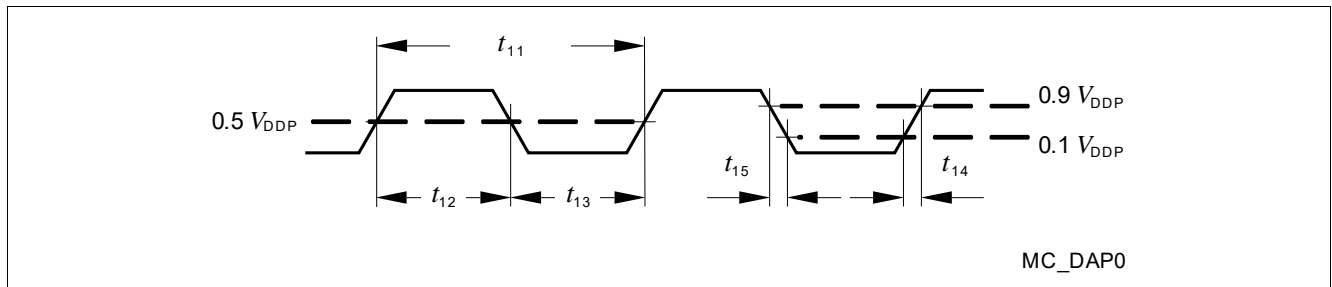 t11
0.5 VDDP
0.9 VDDP
0.1 VDDP
t15
t14
t12
t13
MC_DAP0